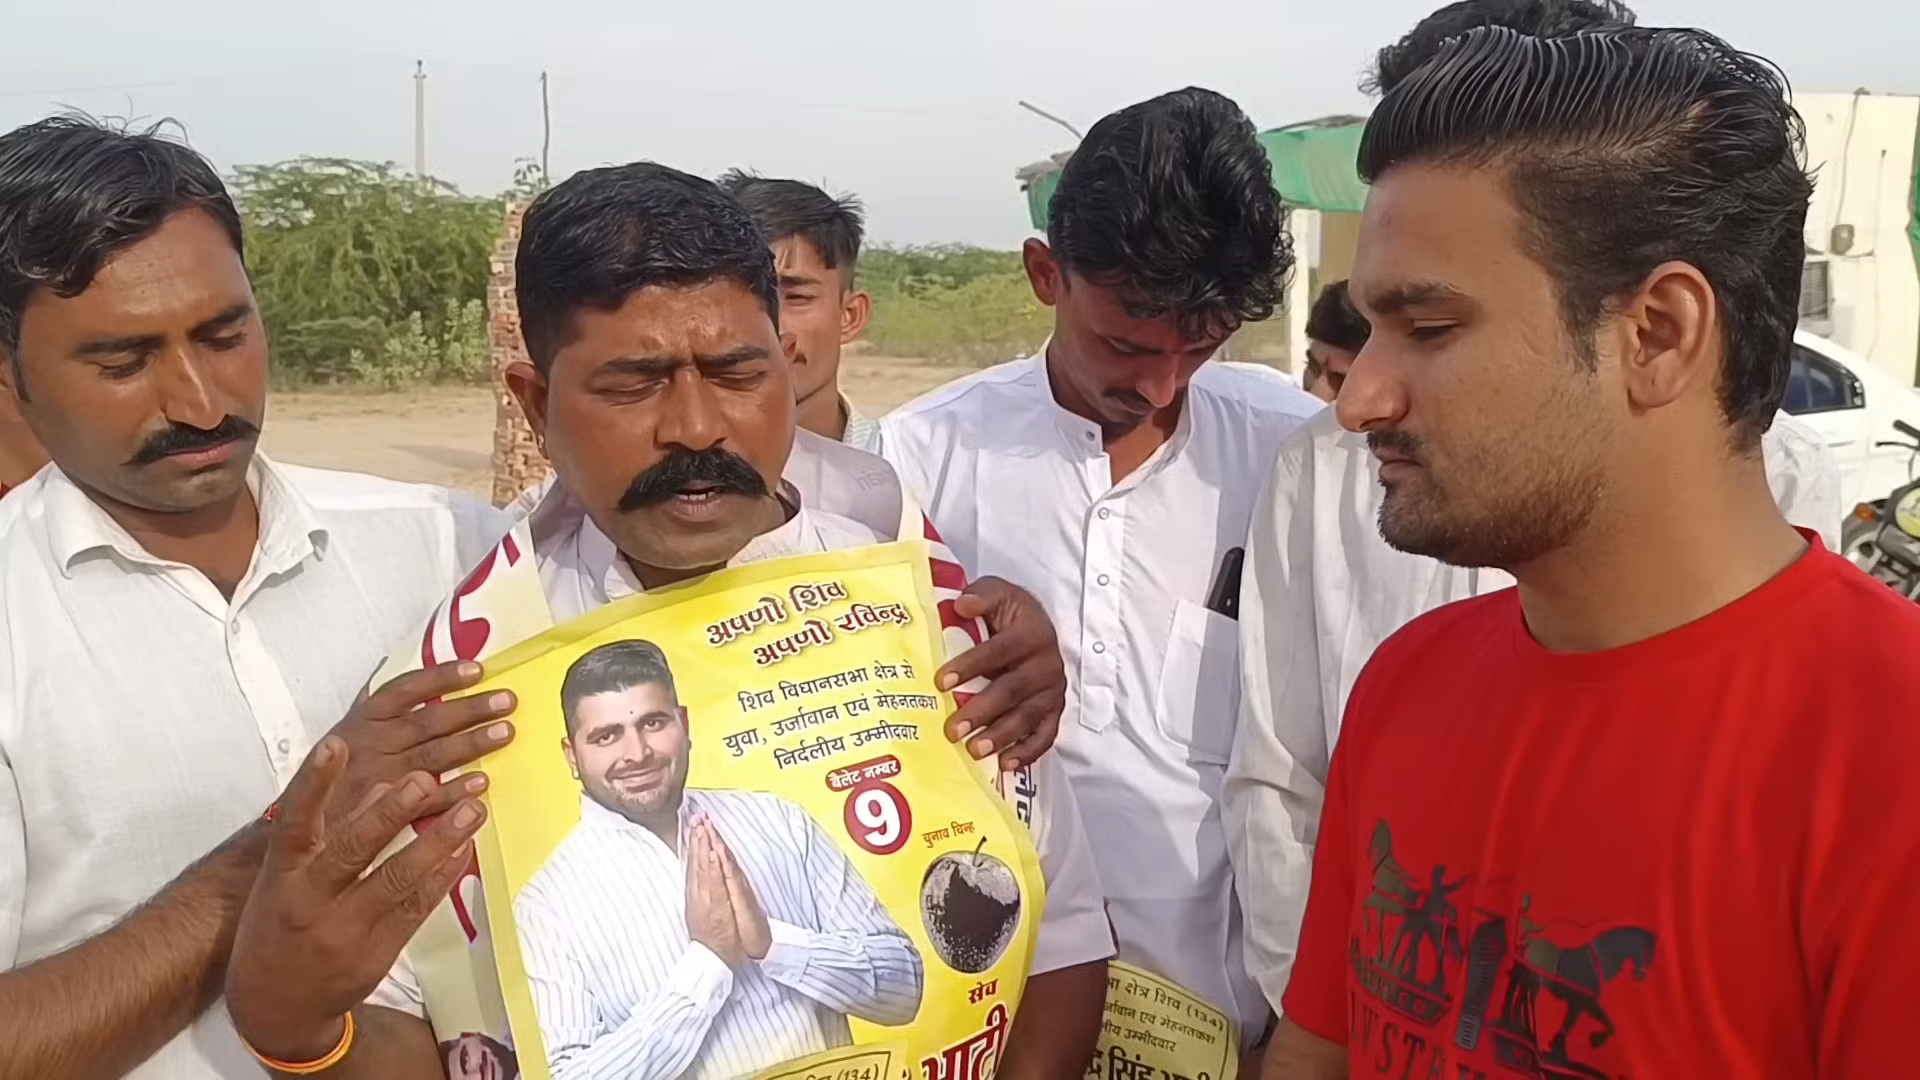 अपणो शिव
अपणो रविन्द्र
शिव विधानसभा क्षेत्र से
युवा, उर्जावान एवं मेहनतकश
निर्दलीय उम्मीदवार
बैलेट नम्बर
9
चुनाव चिन्ह
सेव
भाटी
(134)
भा क्षेत्र शिव (134)
र्जावान एवं मेहनतकश
उम्मीदवार
सिंह